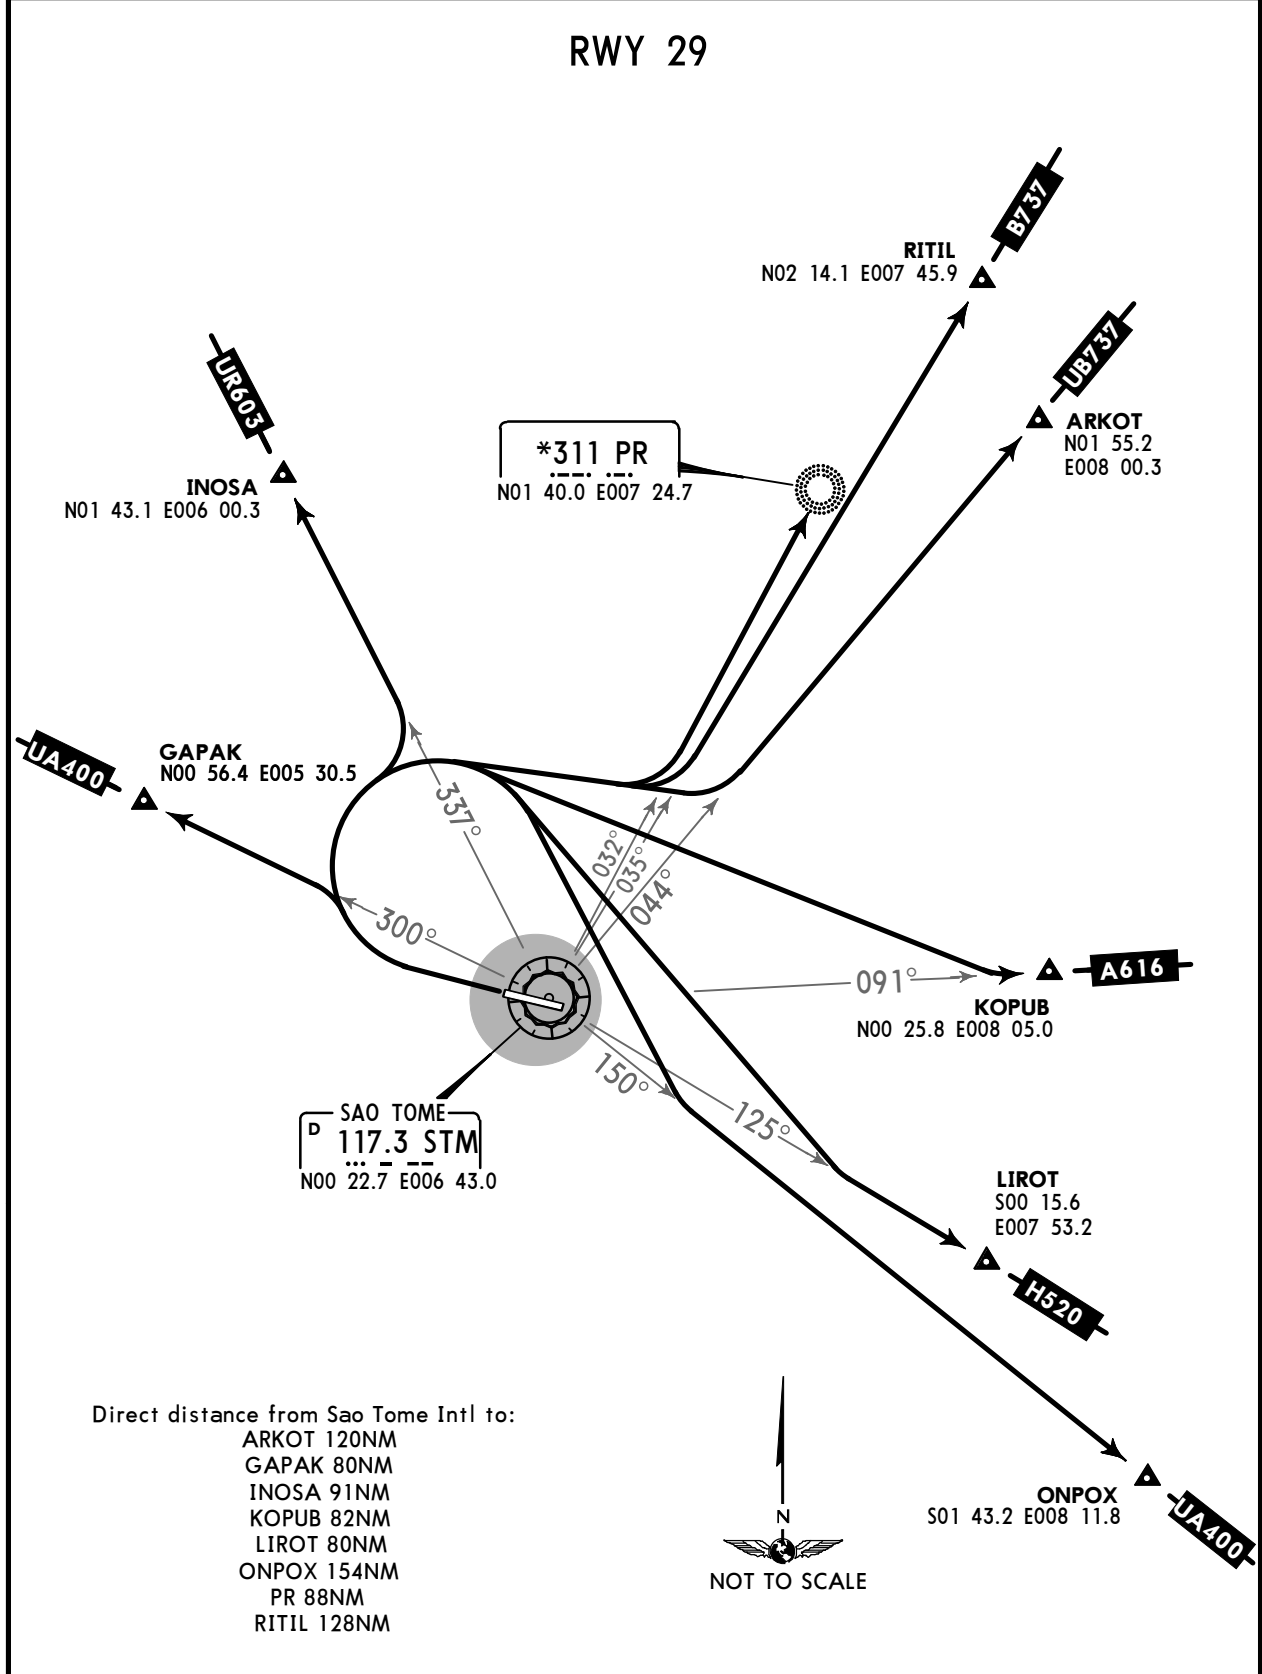 RWY 29
B737
RITIL
N02 14.1 E007 45.9
UB737
ARKOT
N01 55.2
E008 00.3
UR603
INOSA
N01 43.1 E006 00.3
*311 PR
N01 40.0 E007 24.7
UA400
GAPAK
N00 56.4 E005 30.5
337°
032°
035°
044°
300°
091°
A616
KOPUB
N00 25.8 E008 05.0
150°
125°
SAO TOME
D 117.3 STM
N00 22.7 E006 43.0
LIROT
S00 15.6
E007 53.2
H520
Direct distance from Sao Tome Intl to:
ARKOT 120NM
GAPAK 80NM
INOSA 91NM
KOPUB 82NM
LIROT 80NM
ONPOX 154NM
PR 88NM
RITIL 128NM
N
NOT TO SCALE
ONPOX
S01 43.2 E008 11.8
UA400